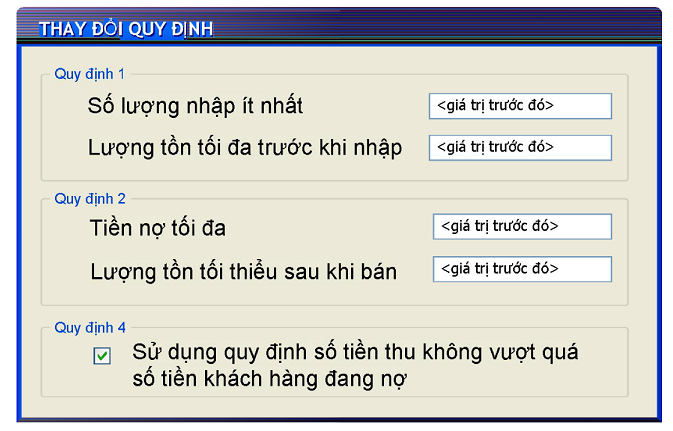 THAY ĐỔI QUY ĐỊNH
Quy định 1
Số lượng nhập ít nhất <giá trị trước đó>
Lượng tồn tối đa trước khi nhập <giá trị trước đó>
Quy định 2
Tiền nợ tối đa <giá trị trước đó>
Lượng tồn tối thiểu sau khi bán <giá trị trước đó>
Quy định 4
Sử dụng quy định số tiền thu không vượt quá
số tiền khách hàng đang nợ